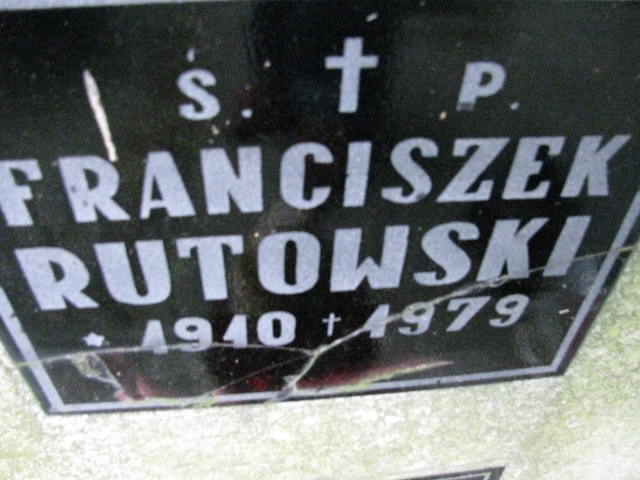 S. † P.
FRANCISZEK
RUTOWSKI
* 1910 † 1979